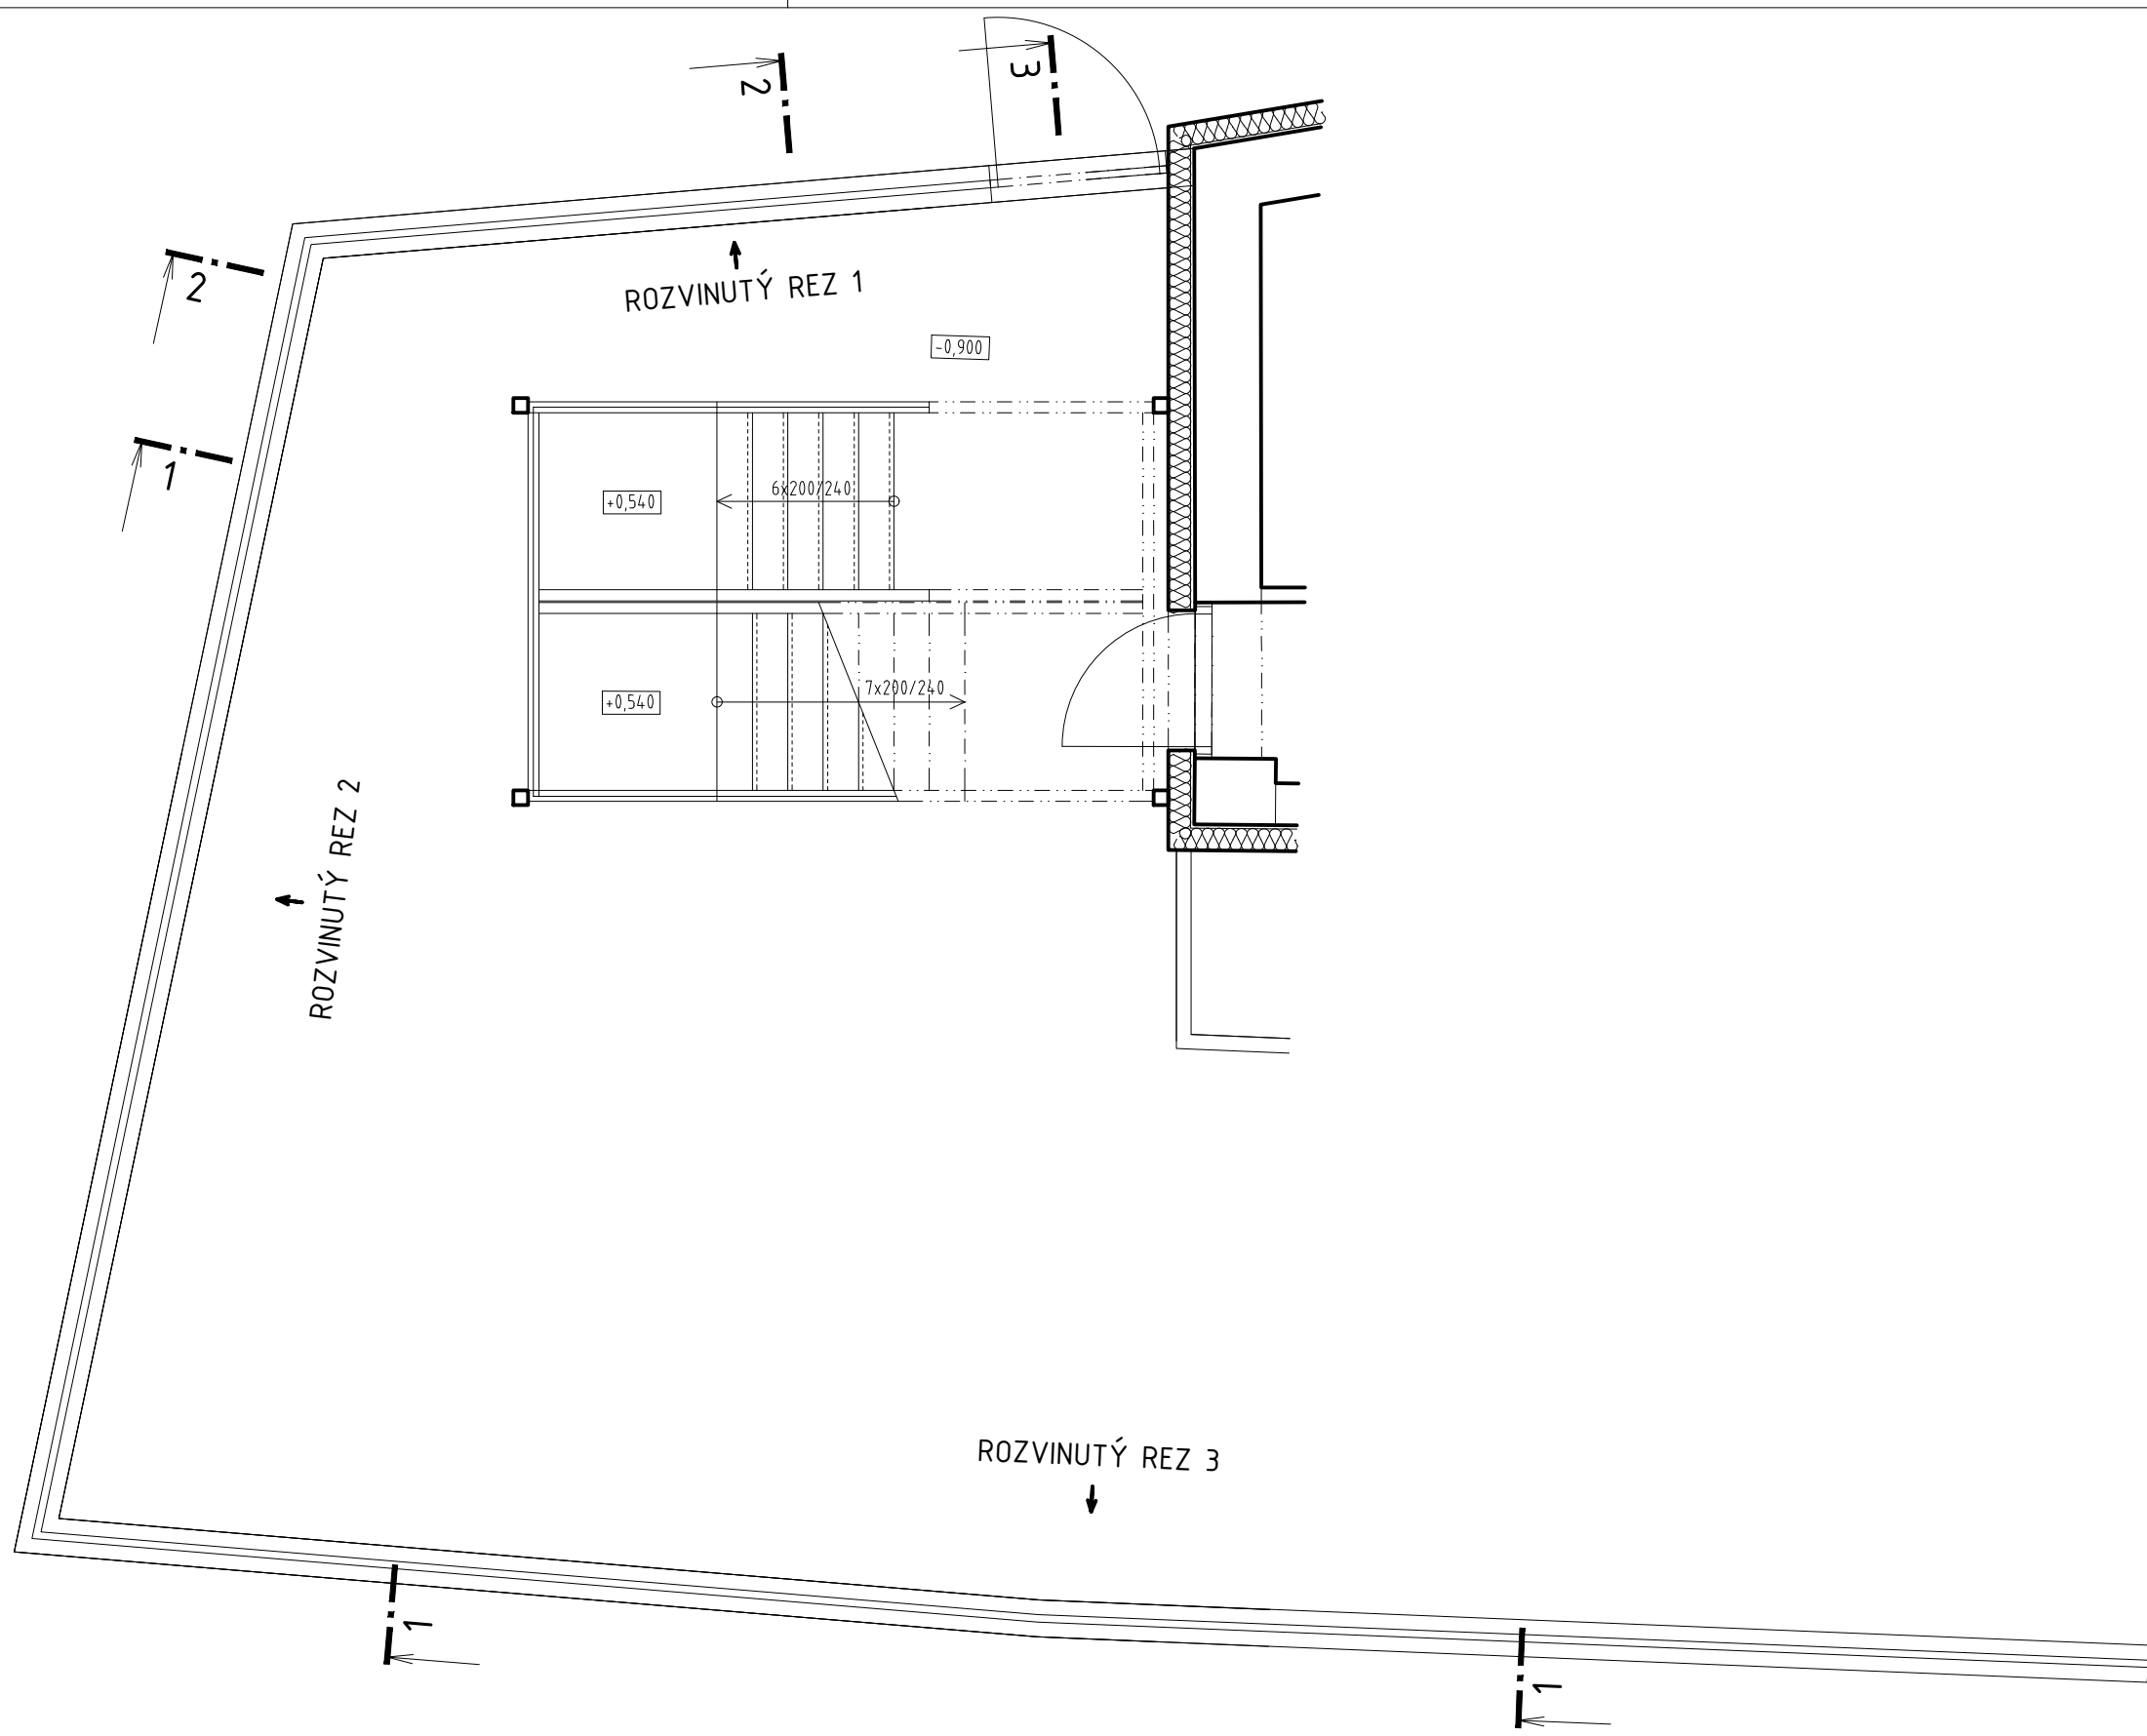 2
3
ROZVINUTÝ REZ 1
2
-0,900
1
+0,540
6x200/240
+0,540
7x200/240
ROZVINUTÝ REZ 2
ROZVINUTÝ REZ 3
1
1